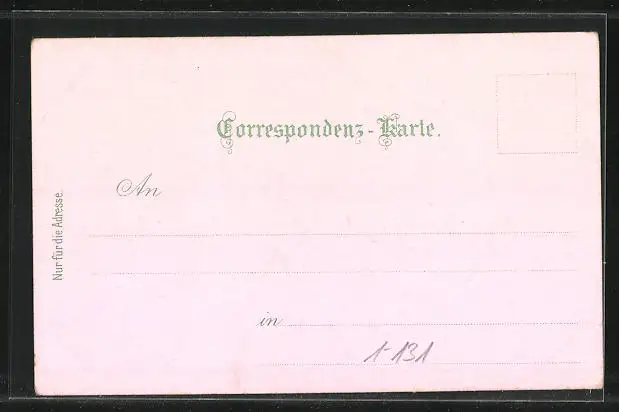 Correspondenz-Karte.
An
Nur für die Adresse.
in
1-131